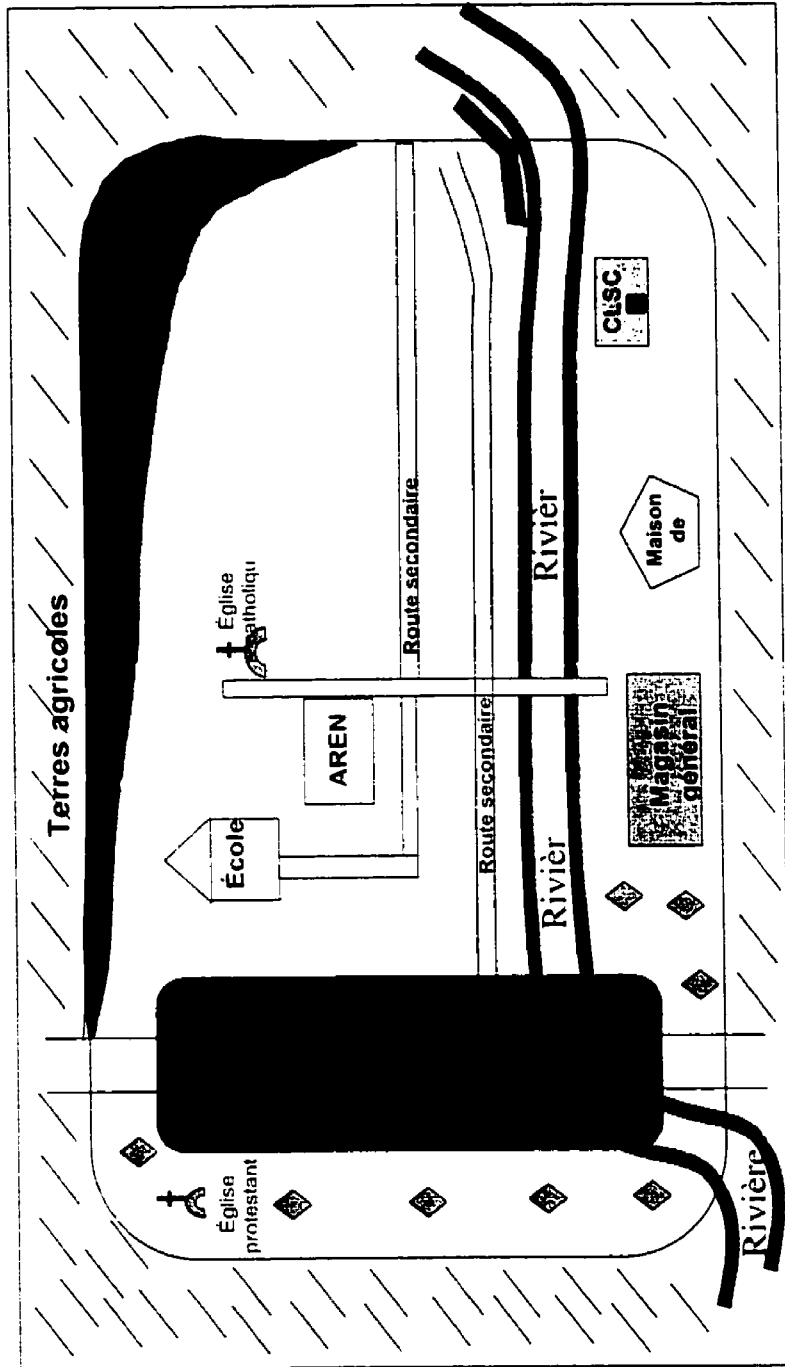 Terres agricoles
Église
atholiqu
AREN
École
Route secondaire
Route secondaire
Rivièr
Rivièr
CLSC
Maison
de
Magasin
général
Église
protestant
Rivière